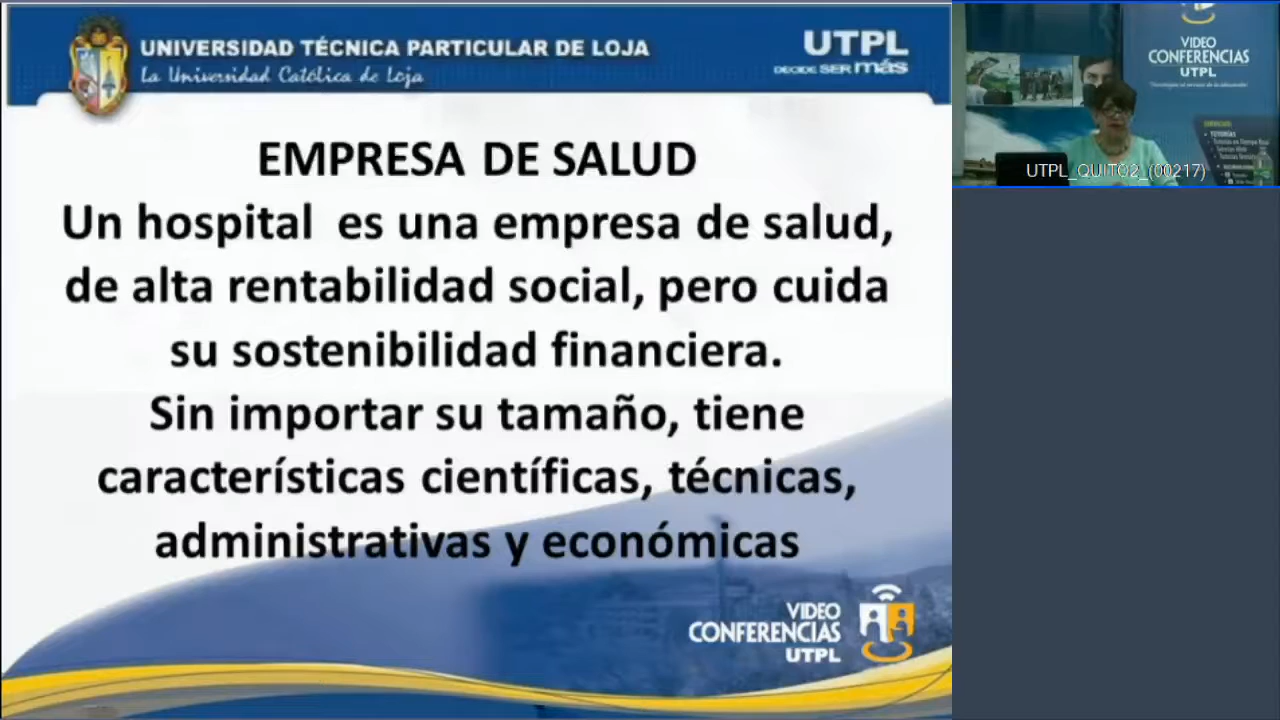 UNIVERSIDAD TÉCNICA PARTICULAR DE LOJA
La Universidad Católica de Loja
UTPL
DECIDE SER más
EMPRESA DE SALUD
Un hospital es una empresa de salud,
de alta rentabilidad social, pero cuida
su sostenibilidad financiera.
Sin importar su tamaño, tiene
características científicas, técnicas,
administrativas y económicas
VIDEO
CONFERENCIAS
UTPL
VIDEO
CONFERENCIAS
UTPL
UTPL_QUITO2_(00217)